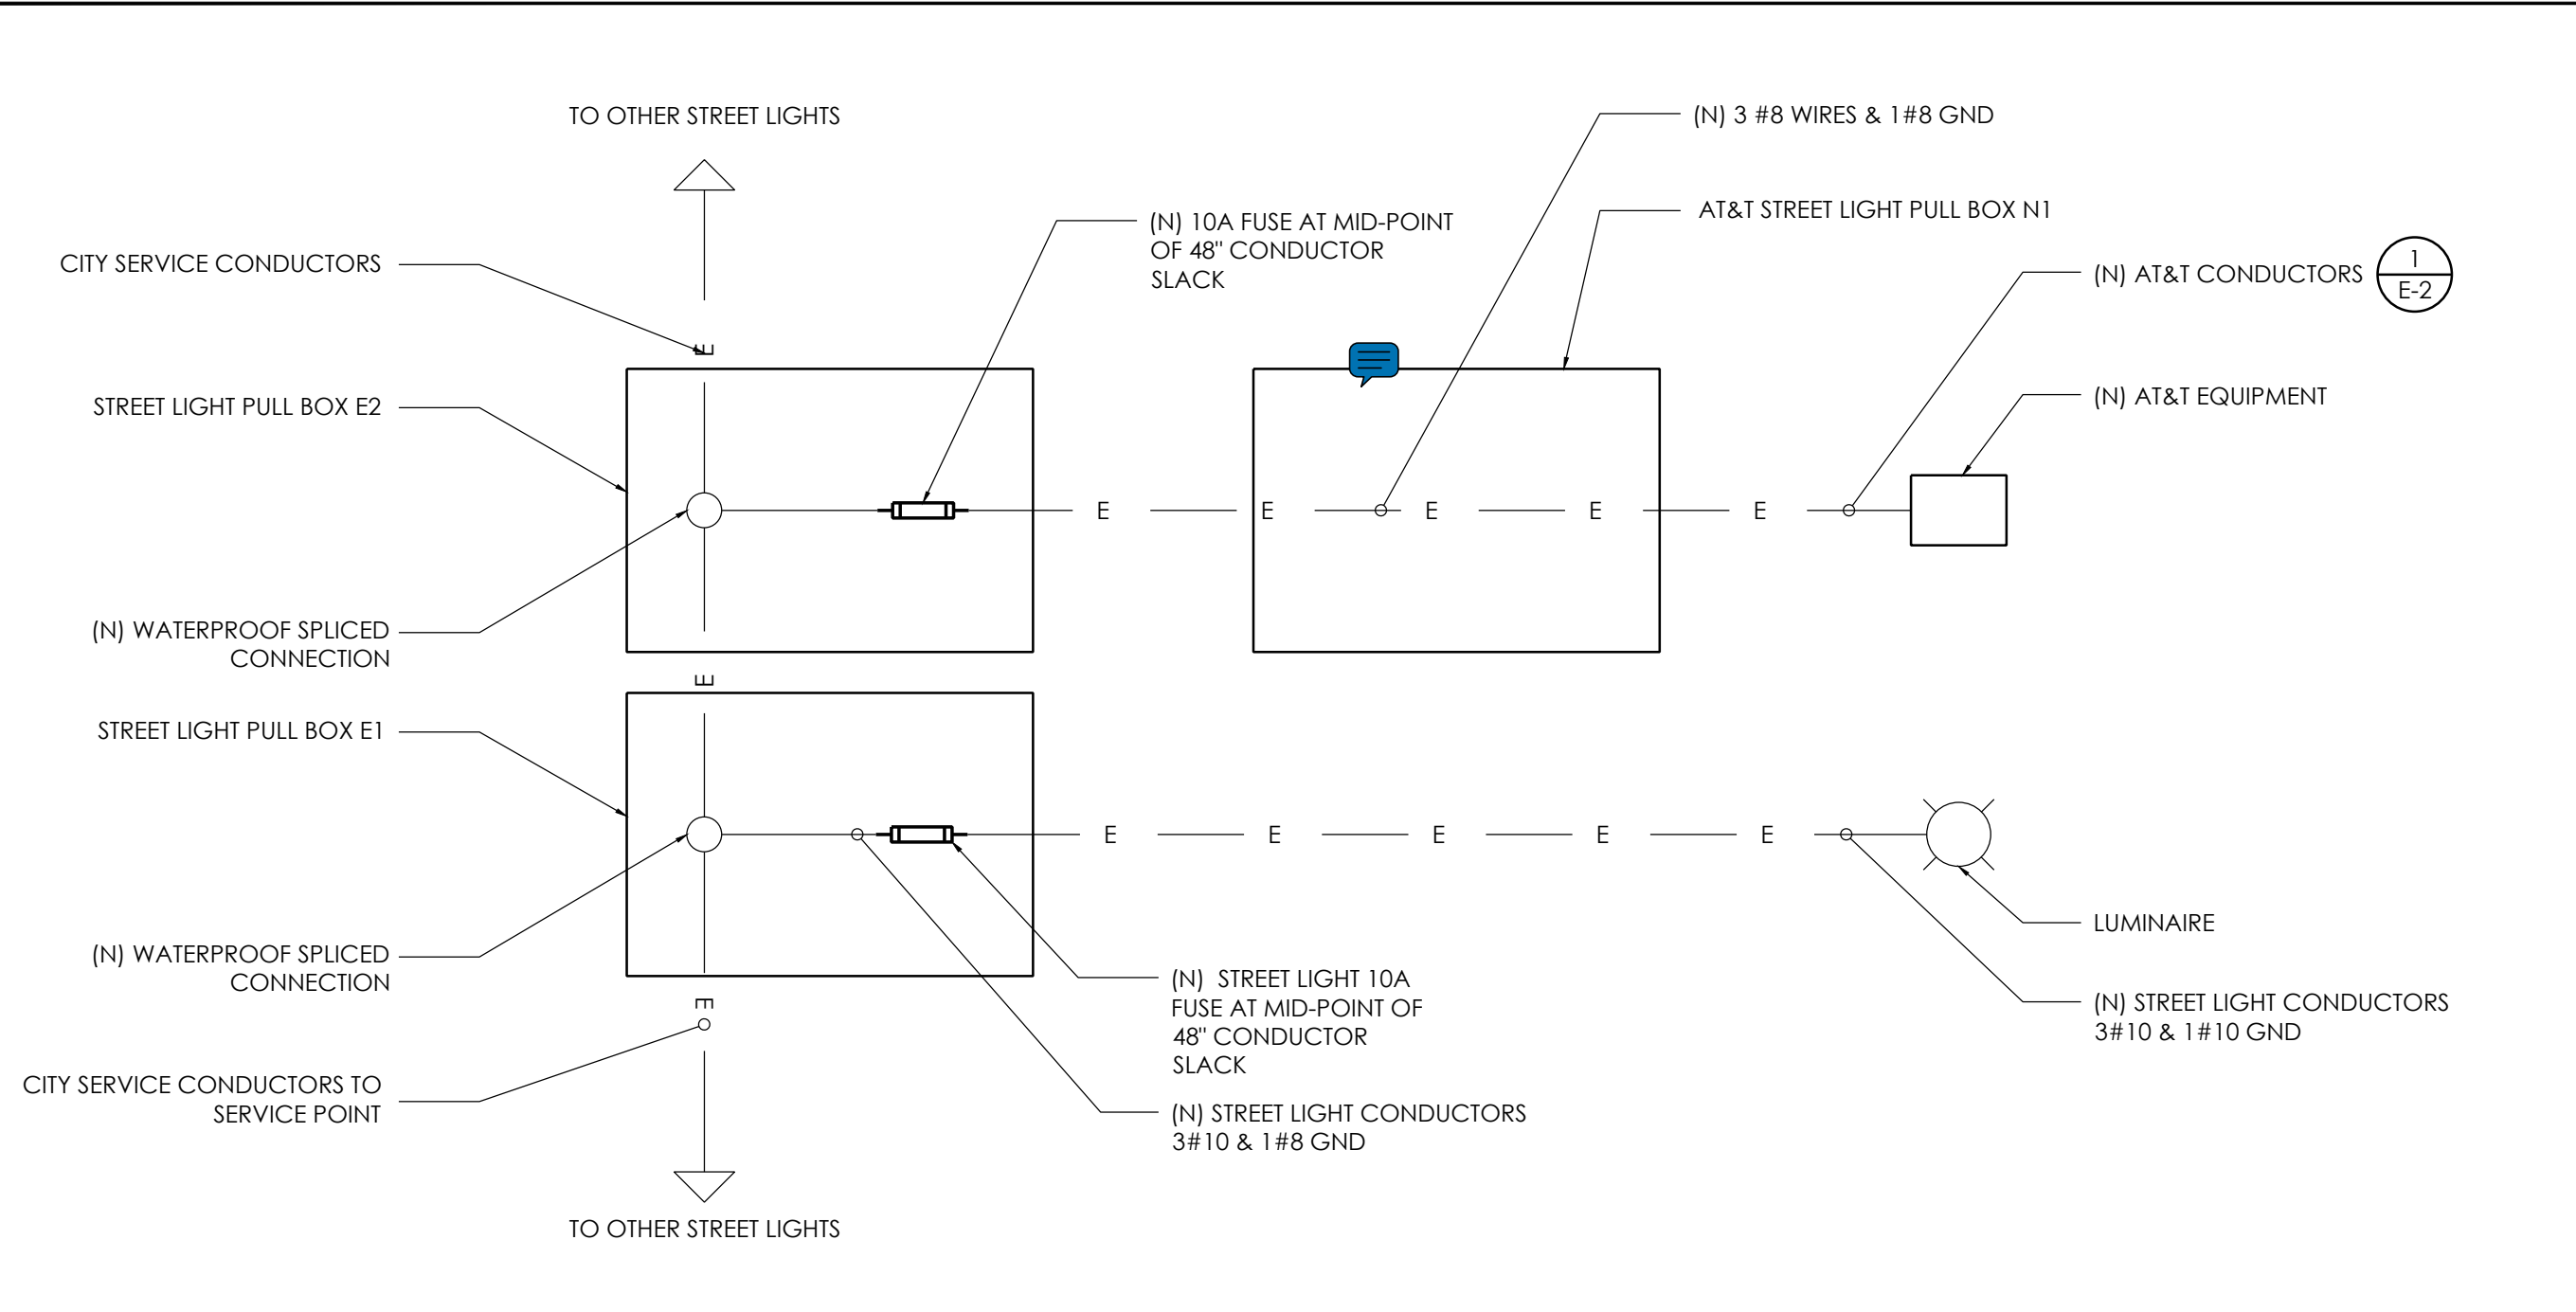 TO OTHER STREET LIGHTS
(N) 3 #8 WIRES & 1#8 GND
AT&T STREET LIGHT PULL BOX N1
(N) 10A FUSE AT MID-POINT
OF 48" CONDUCTOR
SLACK
CITY SERVICE CONDUCTORS
(N) AT&T CONDUCTORS
1
E-2
E
STREET LIGHT PULL BOX E2
(N) AT&T EQUIPMENT
E
E
E
E
E
(N) WATERPROOF SPLICED
CONNECTION
E
STREET LIGHT PULL BOX E1
E
E
E
E
E
LUMINAIRE
(N) WATERPROOF SPLICED
CONNECTION
(N) STREET LIGHT 10A
FUSE AT MID-POINT OF
48" CONDUCTOR
SLACK
E
(N) STREET LIGHT CONDUCTORS
3#10 & 1#10 GND
CITY SERVICE CONDUCTORS TO
SERVICE POINT
(N) STREET LIGHT CONDUCTORS
3#10 & 1#8 GND
TO OTHER STREET LIGHTS